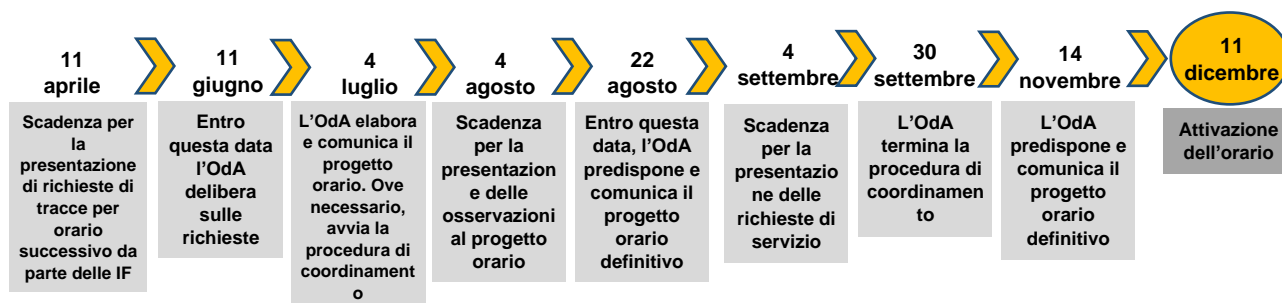 11
aprile
Scadenza per
la
presentazione
di richieste di
tracce per
orario
successivo da
parte delle IF
11
giugno
Entro
questa data
l'OdA
delibera
sulle
richieste
4
luglio
L'OdA elabora
e comunica il
progetto
orario. Ove
necessario,
avvia la
procedura di
coordinament
o
4
agosto
Scadenza
per la
presentazion
e delle
osservazioni
al progetto
orario
22
agosto
Entro questa
data, l'OdA
predispone e
comunica il
progetto
orario
definitivo
4
settembre
Scadenza
per la
presentazio
ne delle
richieste di
servizio
30
settembre
L'OdA
termina la
procedura di
coordinamen
to
14
novembre
L'OdA
predispone e
comunica il
progetto
orario
definitivo
11
dicembre
Attivazione
dell'orario